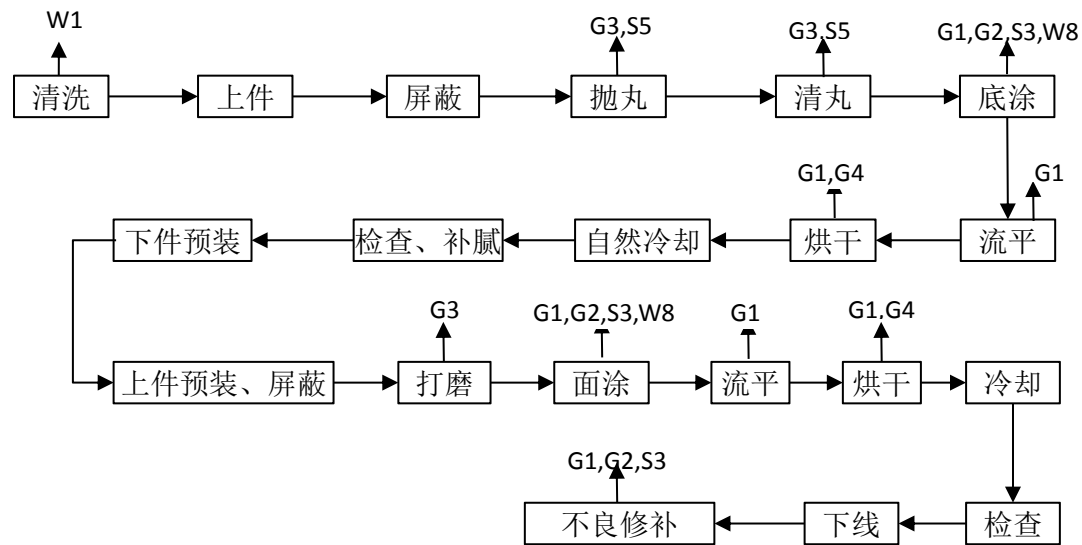 W1
G3,S5
G3,S5
G1,G2,S3,W8
清洗
上件
屏蔽
抛丸
清丸
底涂
G1,G4
G1
下件预装
检查、补腻
自然冷却
烘干
流平
G3
G1,G2,S3,W8
G1
G1,G4
上件预装、屏蔽
打磨
面涂
流平
烘干
冷却
G1,G2,S3
不良修补
下线
检查